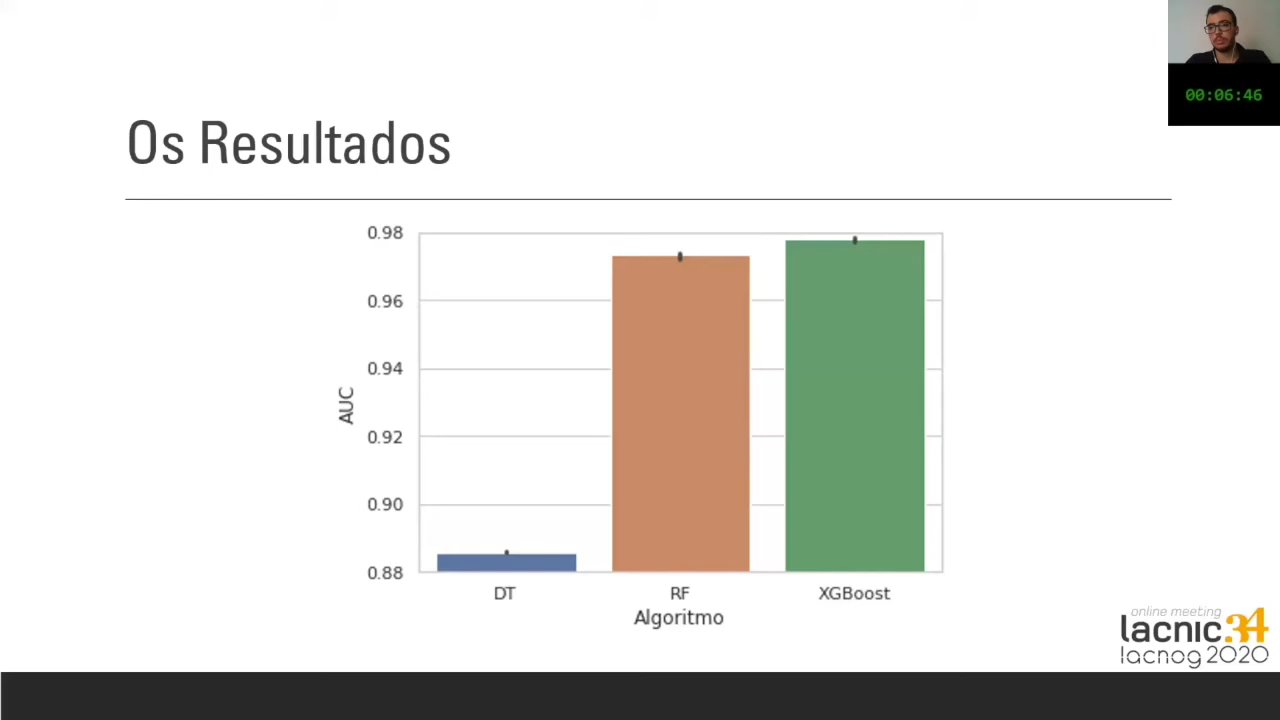 00:06:46
Os Resultados
0.98
0.96
0.94
0.92
0.90
0.88
AUC
DT RF XGBoost
Algoritmo
online meeting
lacnic.34
lacnog 2020